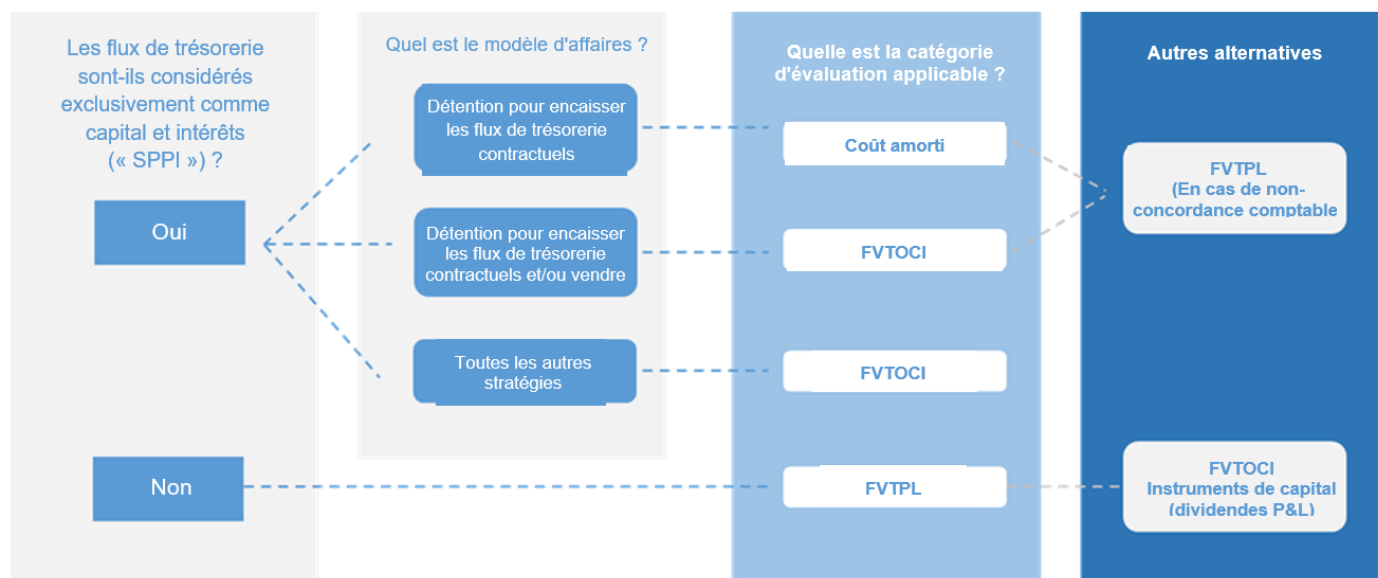 Les flux de trésorerie
sont-ils considérés
exclusivement comme
capital et intérêts
(« SPPI ») ?
Oui
Non
Quel est le modèle d'affaires ?
Détention pour encaisser
les flux de trésorerie
contractuels
Détention pour encaisser
les flux de trésorerie
contractuels et/ou vendre
Toutes les autres
stratégies
Quelle est la catégorie
d'évaluation applicable ?
Coût amorti
FVTOCI
FVTOCI
FVTPL
Autres alternatives
FVTPL
(En cas de non-
concordance comptable
FVTOCI
Instruments de capital
(dividendes P&L)